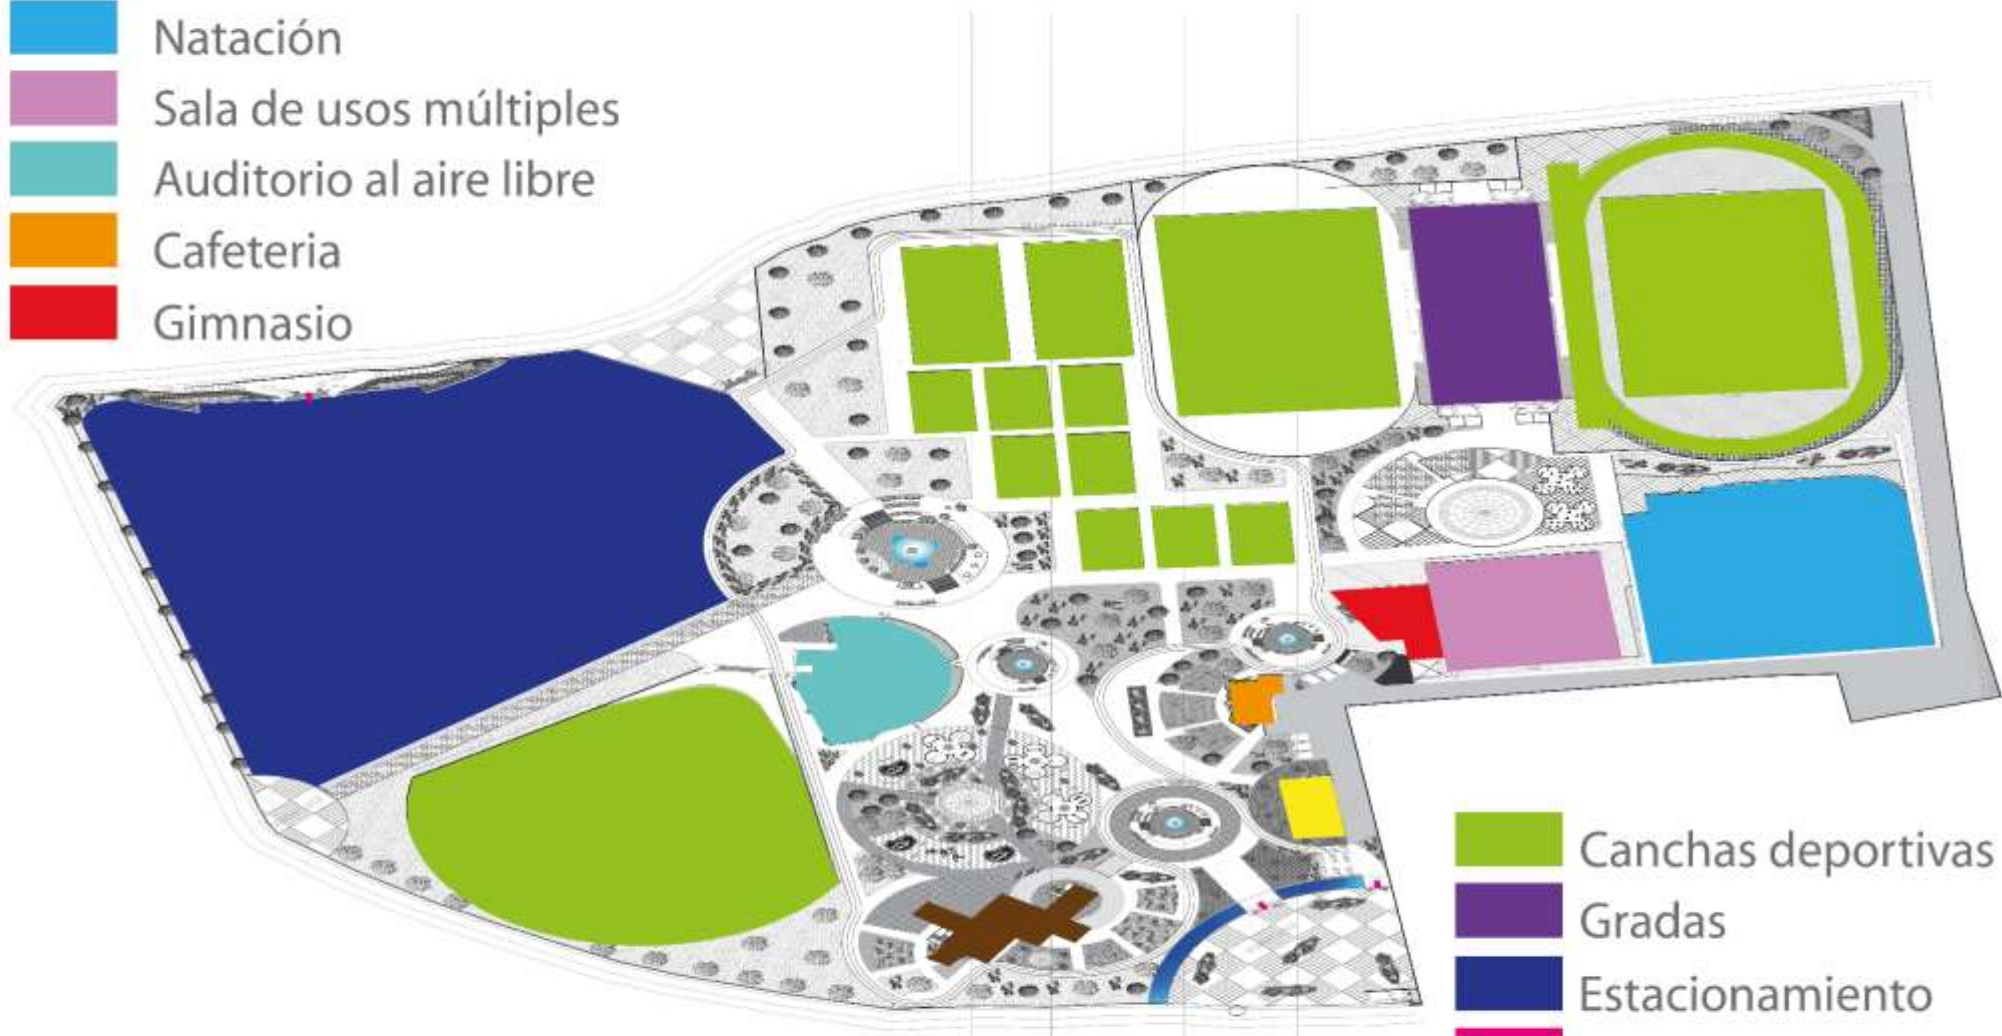 Natación
Sala de usos múltiples
Auditorio al aire libre
Cafeteria
Gimnasio
Canchas deportivas
Gradas
Estacionamiento